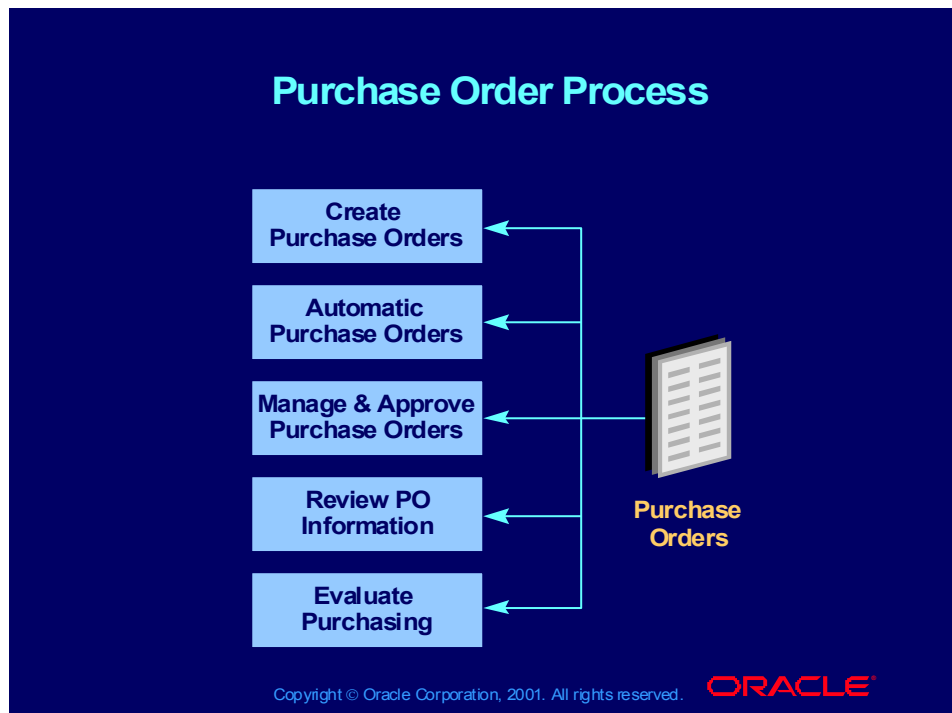 Purchase Order Process
Create
Purchase Orders
Automatic
Purchase Orders
Manage & Approve
Purchase Orders
Review PO
Information
Evaluate
Purchasing
Purchase
Orders
Copyright © Oracle Corporation, 2001. All rights reserved.
ORACLE®